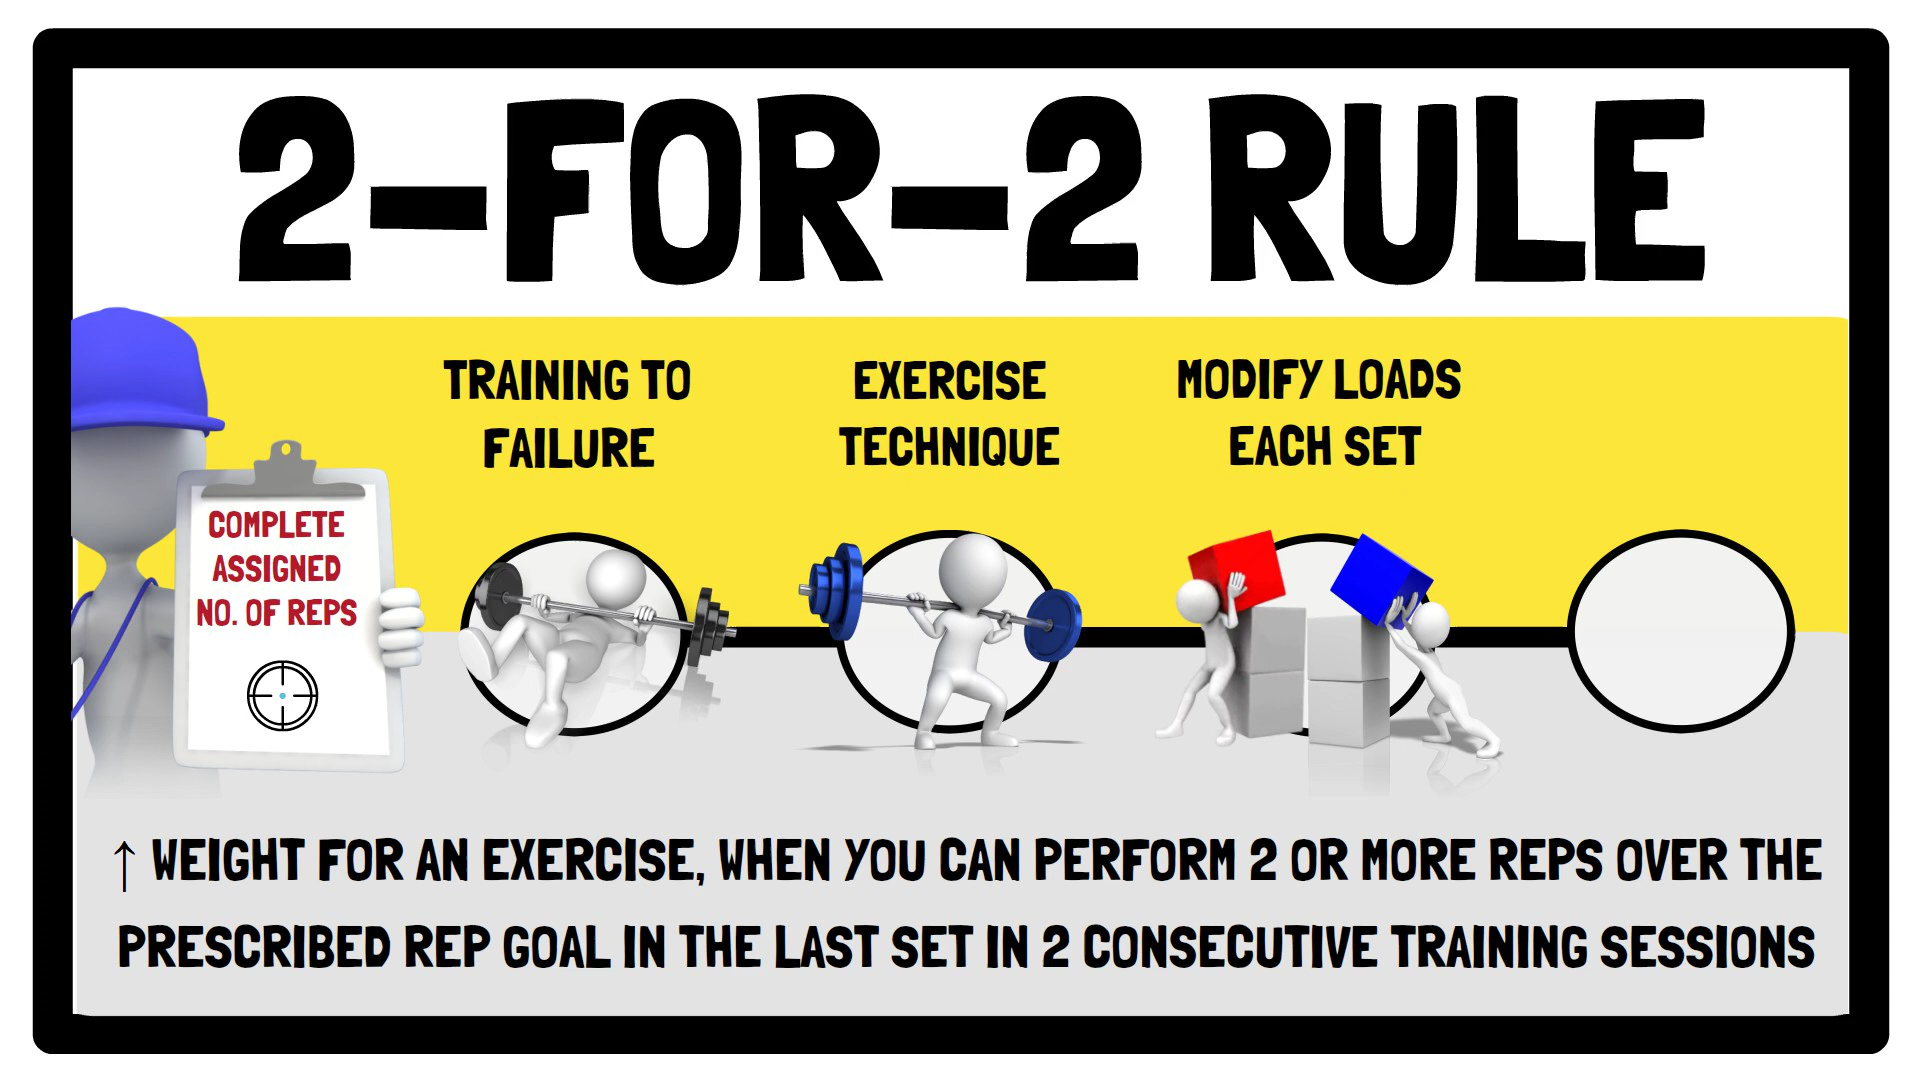 2-FOR-2 RULE
TRAINING TO
FAILURE
EXERCISE
TECHNIQUE
MODIFY LOADS
EACH SET
COMPLETE
ASSIGNED
NO. OF REPS
↑ WEIGHT FOR AN EXERCISE, WHEN YOU CAN PERFORM 2 OR MORE REPS OVER THE
PRESCRIBED REP GOAL IN THE LAST SET IN 2 CONSECUTIVE TRAINING SESSIONS